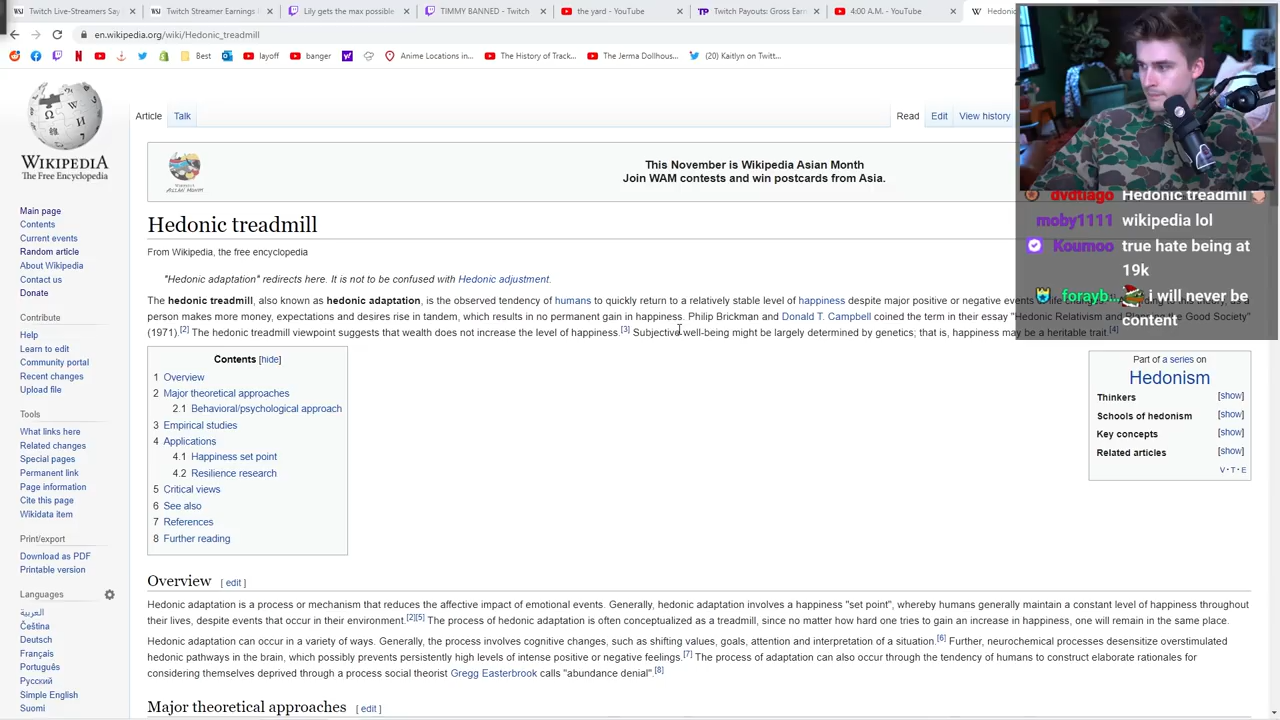 Twitch Live-Streamers Say
Twitch Streamer Earnings
Lily gets the max possible
TIMMY BANNED - Twitch
the yard - YouTube
Twitch Payouts: Gross Earn
4:00 A.M. - YouTube
Hedonic
en.wikipedia.org/wiki/Hedonic_treadmill
Best
layoff
banger
Anime Locations in...
The History of Track...
The Jerma Dollhous...
(20) Kaitlyn on Twitt...
WIKIPEDIA
The Free Encyclopedia
Main page
Contents
Current events
Random article
About Wikipedia
Contact us
Donate
Contribute
Help
Learn to edit
Community portal
Recent changes
Upload file
Tools
What links here
Related changes
Special pages
Permanent link
Page information
Cite this page
Wikidata item
Print/export
Download as PDF
Printable version
Languages
العربية
Čeština
Deutsch
Français
Português
Русский
Simple English
Suomi
Article Talk
Read Edit View history
This November is Wikipedia Asian Month
Join WAM contests and win postcards from Asia.
Hedonic treadmill
From Wikipedia, the free encyclopedia
"Hedonic adaptation" redirects here. It is not to be confused with Hedonic adjustment.
The hedonic treadmill, also known as hedonic adaptation, is the observed tendency of humans to quickly return to a relatively stable level of happiness despite major positive or negative events
person makes more money, expectations and desires rise in tandem, which results in no permanent gain in happiness. Philip Brickman and Donald T. Campbell coined the term in their essay "Hedonic Relativism and Planning the Good Society"
(1971).[2] The hedonic treadmill viewpoint suggests that wealth does not increase the level of happiness.[3] Subjective well-being might be largely determined by genetics; that is, happiness may be a heritable trait.[4]
Contents [hide]
1 Overview
2 Major theoretical approaches
2.1 Behavioral/psychological approach
3 Empirical studies
4 Applications
4.1 Happiness set point
4.2 Resilience research
5 Critical views
6 See also
7 References
8 Further reading
Part of a series on
Hedonism
Thinkers [show]
Schools of hedonism [show]
Key concepts [show]
Related articles [show]
V · T · E
Overview [ edit ]
Hedonic adaptation is a process or mechanism that reduces the affective impact of emotional events. Generally, hedonic adaptation involves a happiness "set point", whereby humans generally maintain a constant level of happiness throughout
their lives, despite events that occur in their environment.[2][5] The process of hedonic adaptation is often conceptualized as a treadmill, since no matter how hard one tries to gain an increase in happiness, one will remain in the same place.
Hedonic adaptation can occur in a variety of ways. Generally, the process involves cognitive changes, such as shifting values, goals, attention and interpretation of a situation.[6] Further, neurochemical processes desensitize overstimulated
hedonic pathways in the brain, which possibly prevents persistently high levels of intense positive or negative feelings.[7] The process of adaptation can also occur through the tendency of humans to construct elaborate rationales for
considering themselves deprived through a process social theorist Gregg Easterbrook calls "abundance denial".[8]
Major theoretical approaches [ edit ]
dvdtiago Hedonic treadmil
moby1111 wikipedia lol
Koumoo true hate being at
19k
forayb... i will never be
content